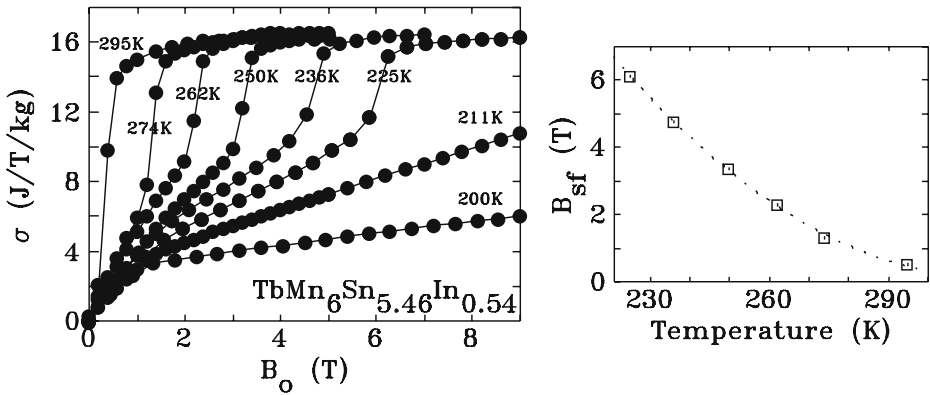 σ (J/T/kg)
16
12
8
4
0
295K
274K
262K
250K
236K
225K
211K
200K
TbMn6Sn5.46In0.54
0 2 4 6 8
Bo (T)
Bsf (T)
6
4
2
0
230 260 290
Temperature (K)